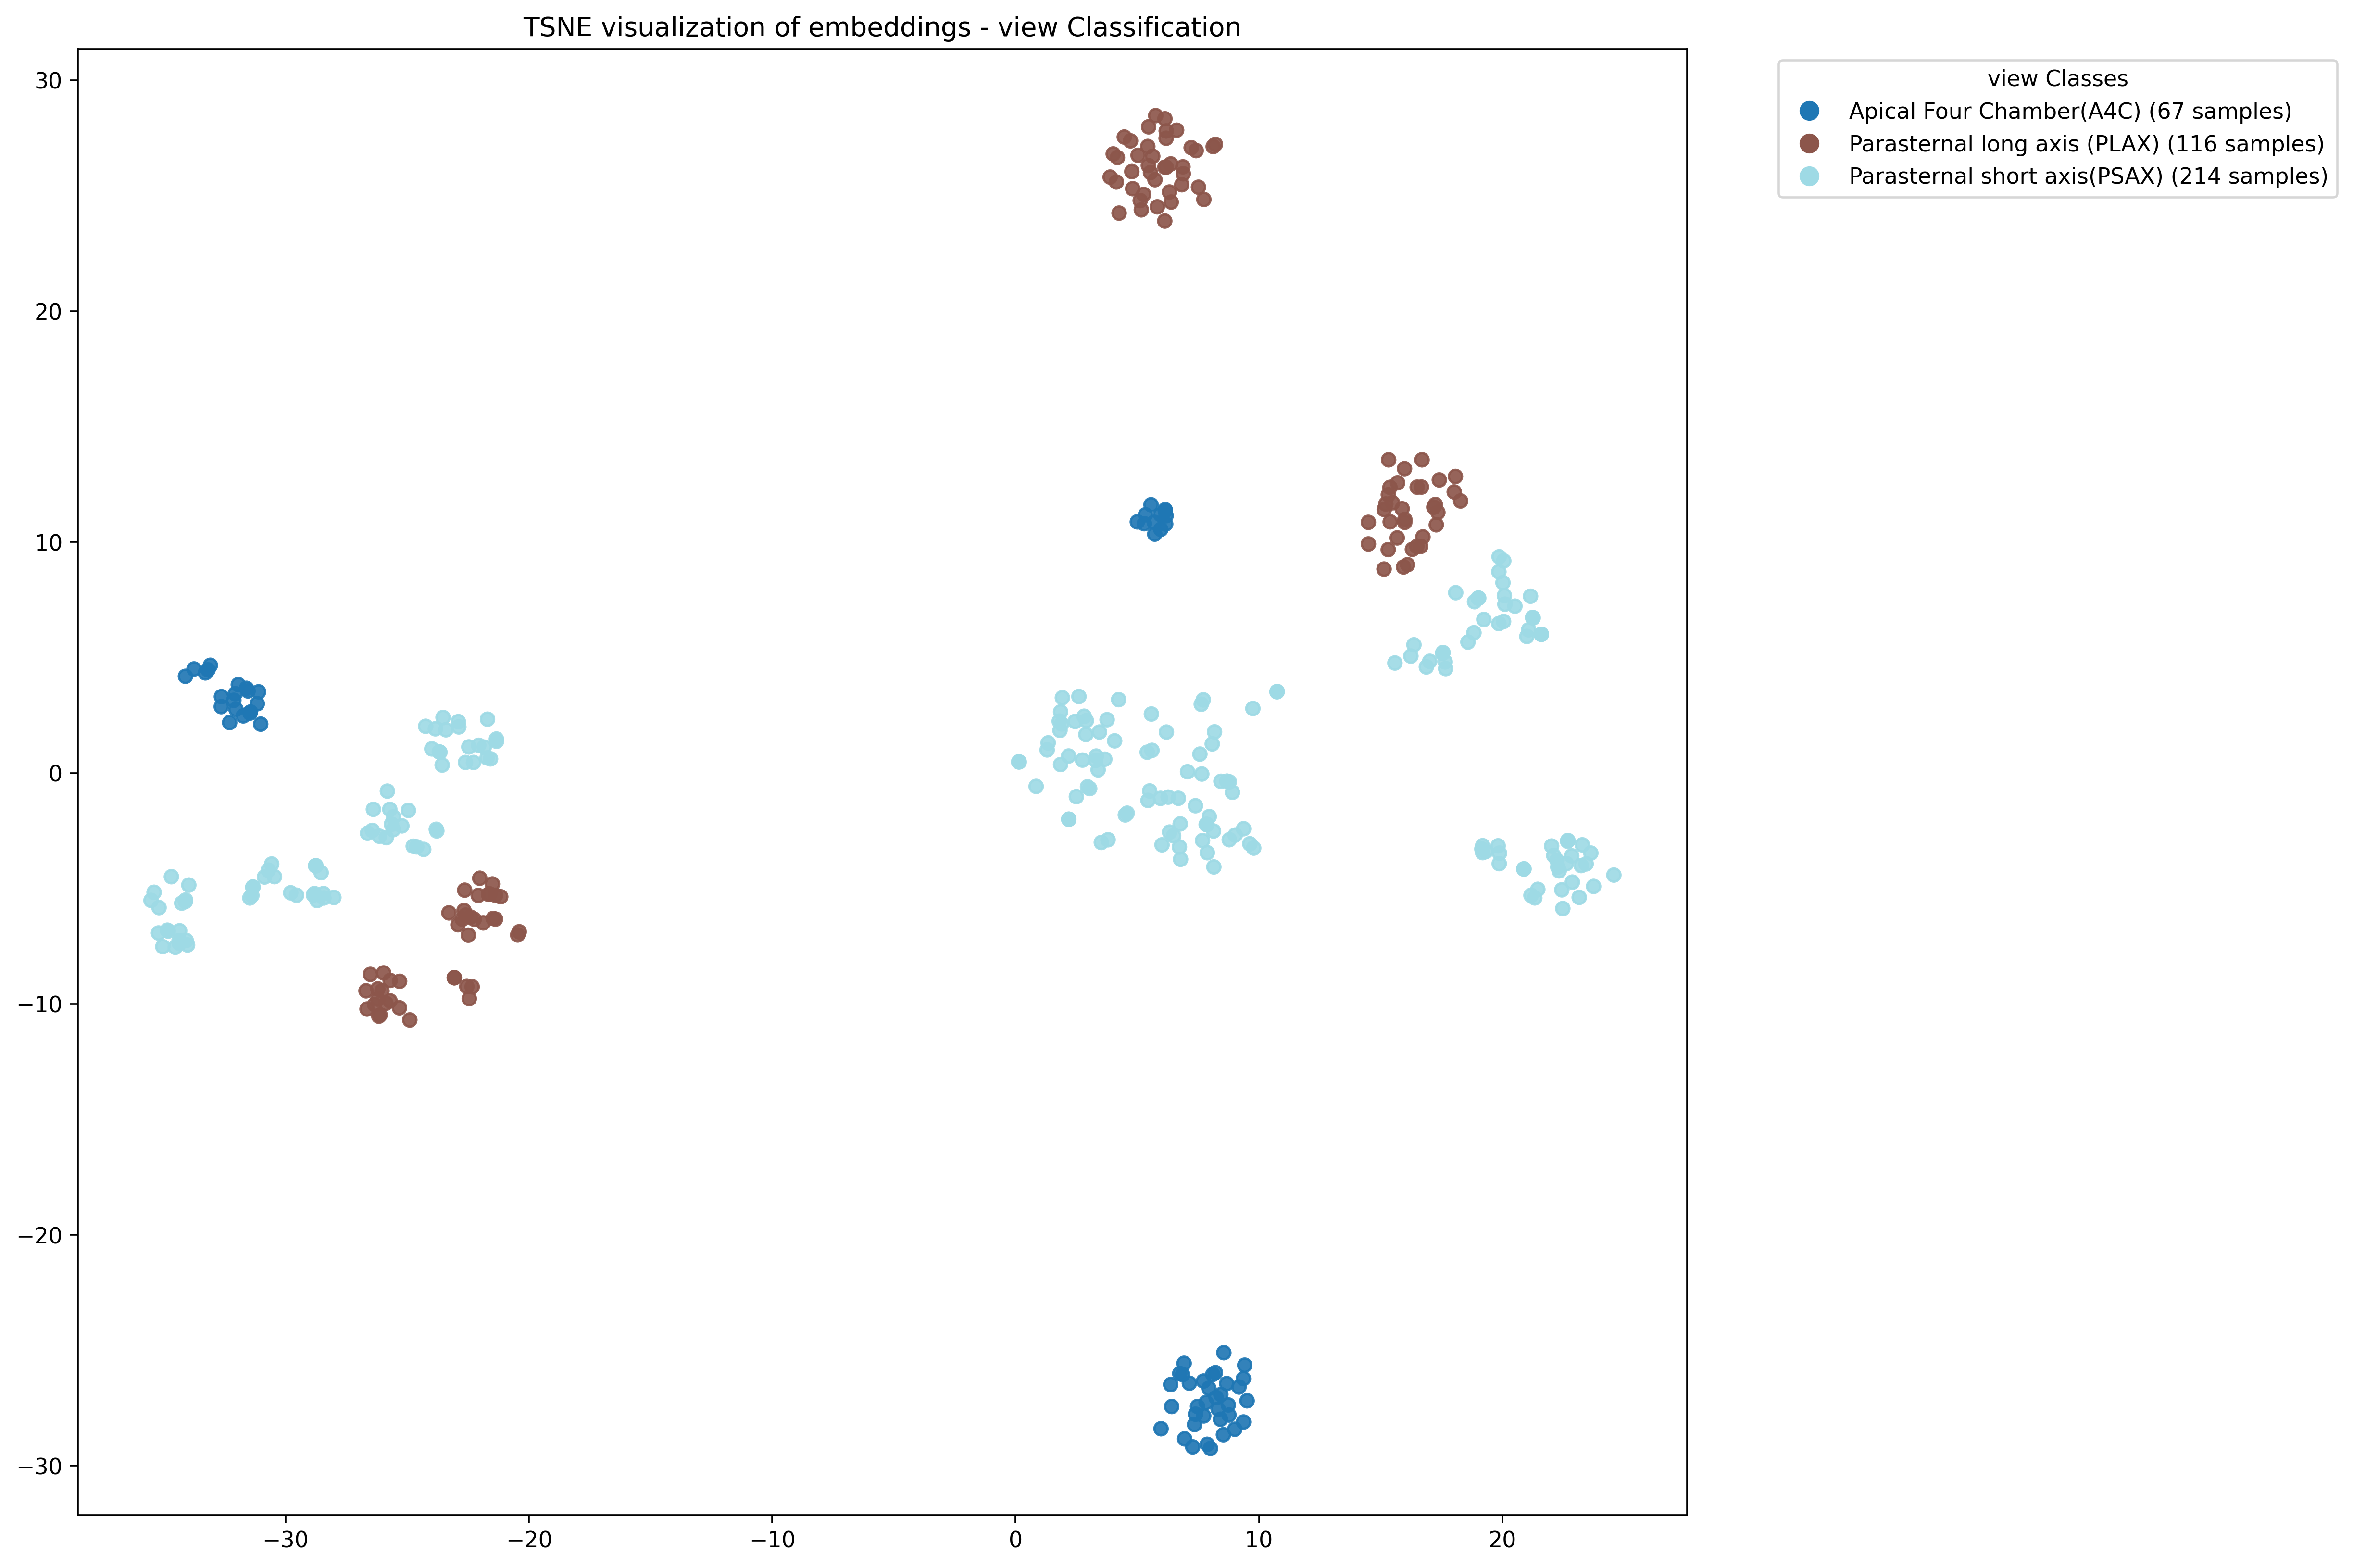 TSNE visualization of embeddings - view Classification
view Classes
Apical Four Chamber(A4C) (67 samples)
Parasternal long axis (PLAX) (116 samples)
Parasternal short axis(PSAX) (214 samples)
30
20
10
0
−10
−20
−30
−30
−20
−10
0
10
20